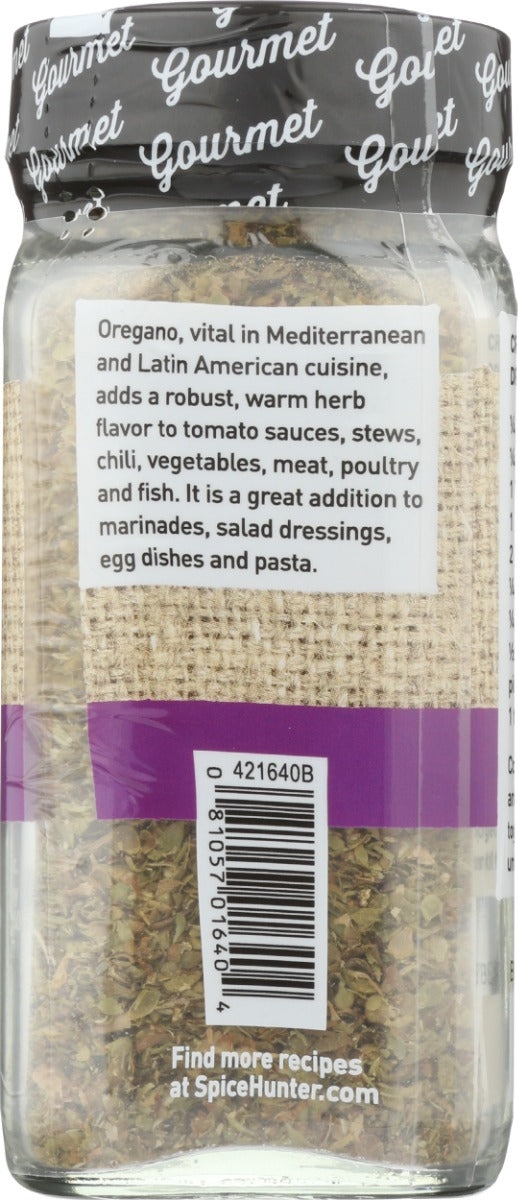 Gourmet Gourmet
Gourmet Gourmet
Gourmet
Oregano, vital in Mediterranean
and Latin American cuisine,
adds a robust, warm herb
flavor to tomato sauces, stews,
chili, vegetables, meat, poultry
and fish. It is a great addition to
marinades, salad dressings,
egg dishes and pasta.
421640B
0 81057 01640 4
Find more recipes
at SpiceHunter.com